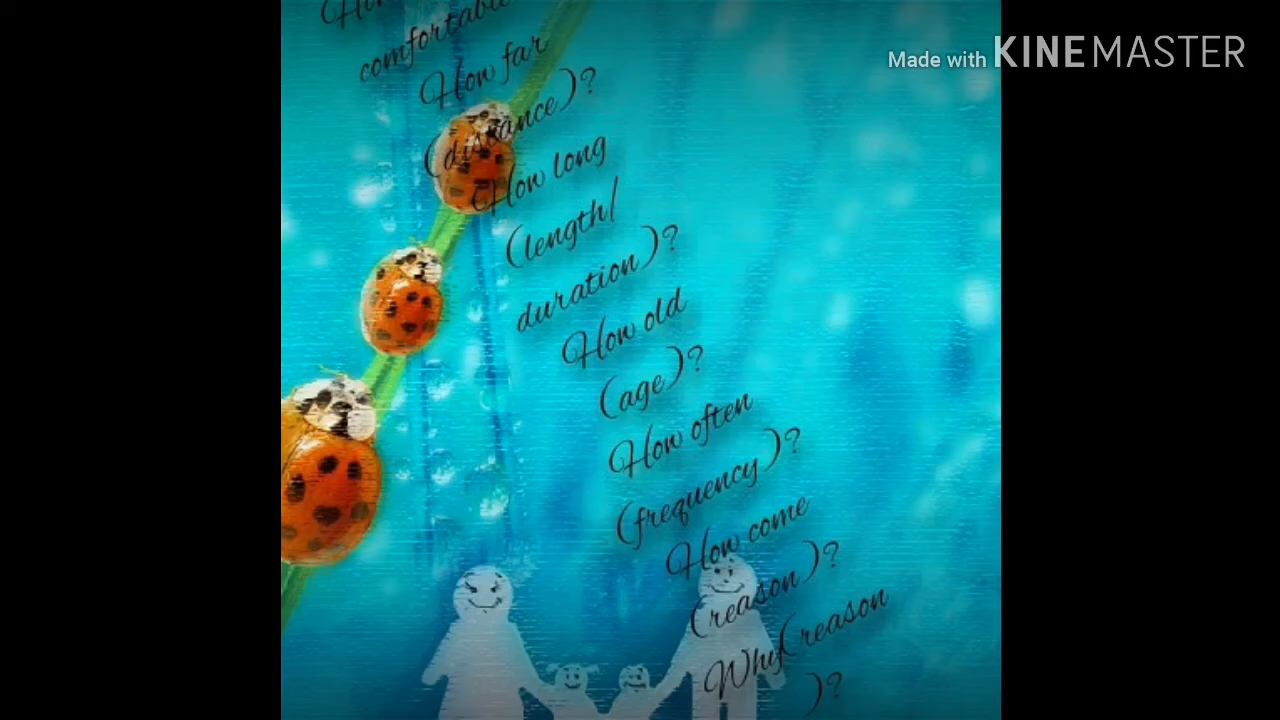 comfortable
How far
(distance)?
How long
(length/
duration)?
How old
(age)?
How often
(frequency)?
How come
(reason)?
Why(reason
)?
Made with KINEMASTER